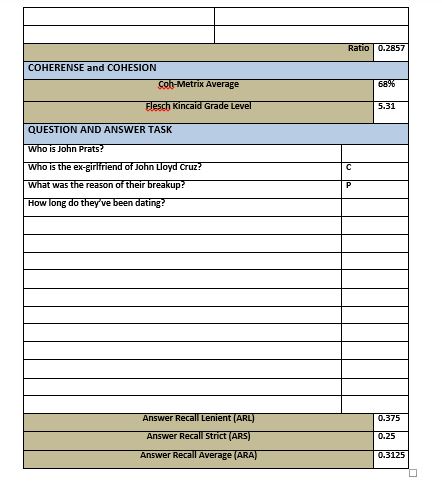 Ratio 0.2857
COHERENSE and COHESION
Coh-Metrix Average 68%
Flesch Kincaid Grade Level 5.31
QUESTION AND ANSWER TASK
Who is John Prats?
Who is the ex-girlfriend of John Lloyd Cruz? C
What was the reason of their breakup? P
How long do they've been dating?
Answer Recall Lenient (ARL) 0.375
Answer Recall Strict (ARS) 0.25
Answer Recall Average (ARA) 0.3125